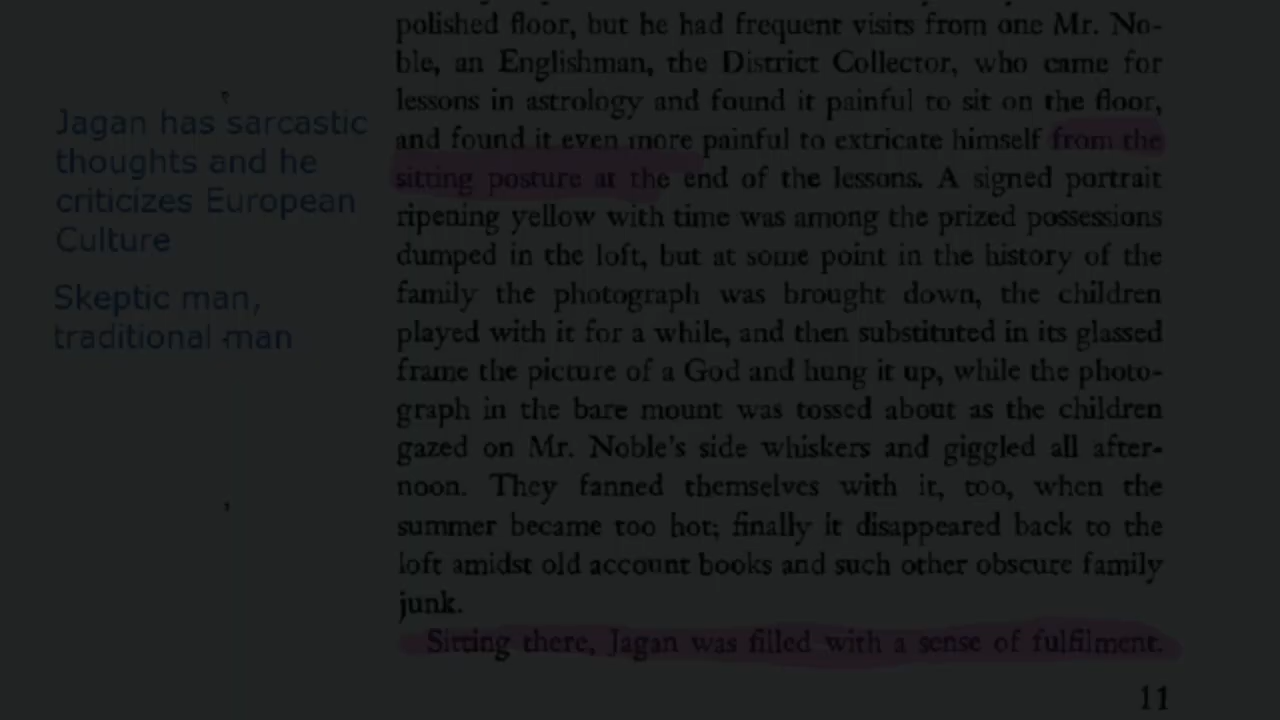 polished floor, but he had frequent visits from one Mr. No-
ble, an Englishman, the District Collector, who came for
lessons in astrology and found it painful to sit on the floor,
and found it even more painful to extricate himself from the
sitting posture at the end of the lessons. A signed portrait
ripening yellow with time was among the prized possessions
dumped in the loft, but at some point in the history of the
family the photograph was brought down, the children
played with it for a while, and then substituted in its glassed
frame the picture of a God and hung it up, while the photo-
graph in the bare mount was tossed about as the children
gazed on Mr. Noble's side whiskers and giggled all after-
noon. They fanned themselves with it, too, when the
summer became too hot; finally it disappeared back to the
loft amidst old account books and such other obscure family
junk.
Sitting there, Jagan was filled with a sense of fulfilment.
11
Jagan has sarcastic
thoughts and he
criticizes European
Culture
Skeptic man,
traditional man